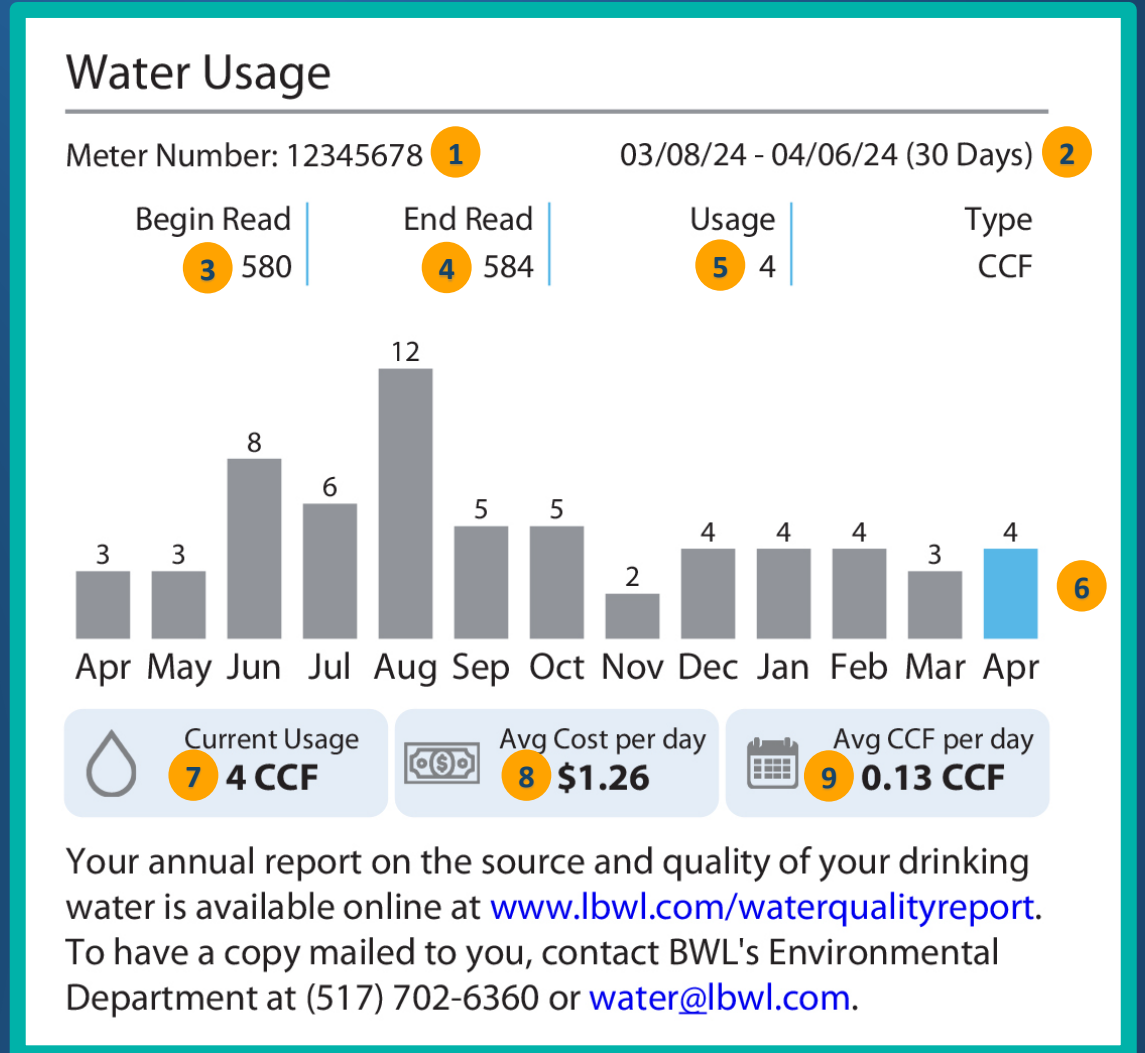 Water Usage
Meter Number: 12345678 1 03/08/24 - 04/06/24 (30 Days) 2
Begin Read End Read Usage Type
3 580 4 584 5 4 CCF
12
8
6
5 5
4 4 4 4
3 3 3
2
6
Apr May Jun Jul Aug Sep Oct Nov Dec Jan Feb Mar Apr
Current Usage Avg Cost per day Avg CCF per day
7 4 CCF $ 8 $1.26 9 0.13 CCF
Your annual report on the source and quality of your drinking
water is available online at www.lbwl.com/waterqualityreport.
To have a copy mailed to you, contact BWL's Environmental
Department at (517) 702-6360 or water@lbwl.com.